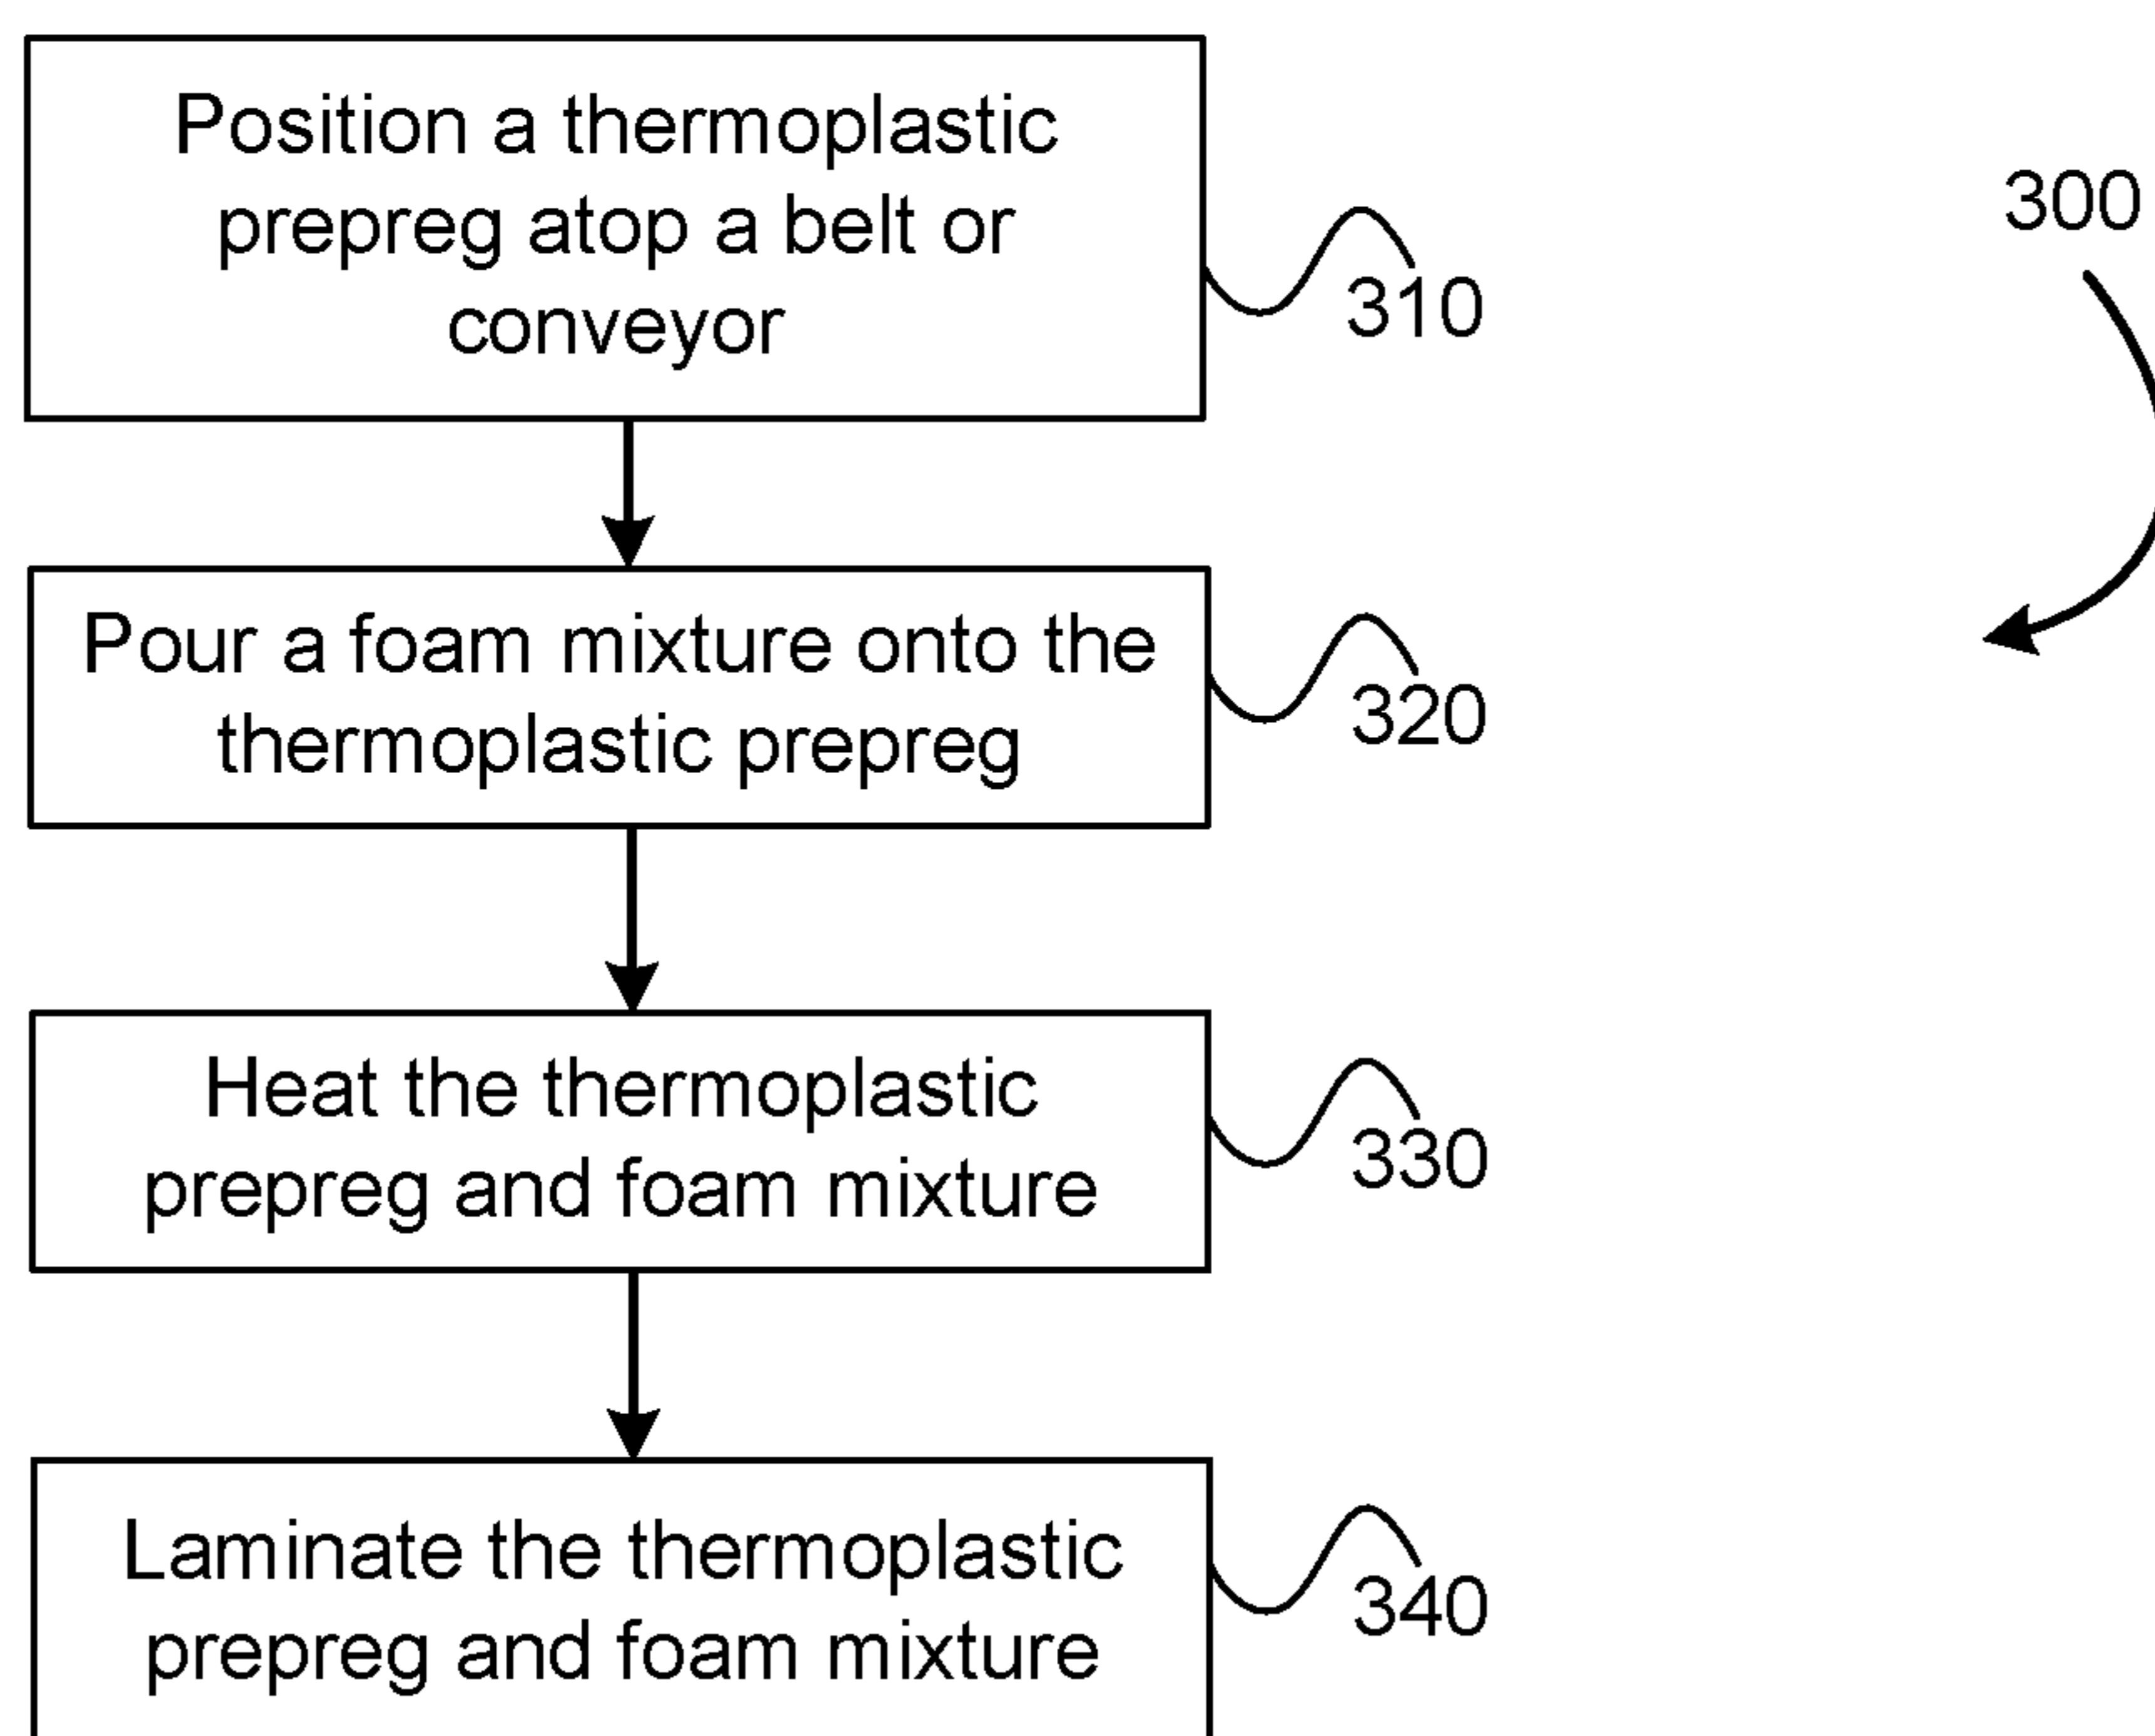 Position a thermoplastic
prepreg atop a belt or
conveyor
310
300
Pour a foam mixture onto the
thermoplastic prepreg
320
Heat the thermoplastic
prepreg and foam mixture
330
Laminate the thermoplastic
prepreg and foam mixture
340